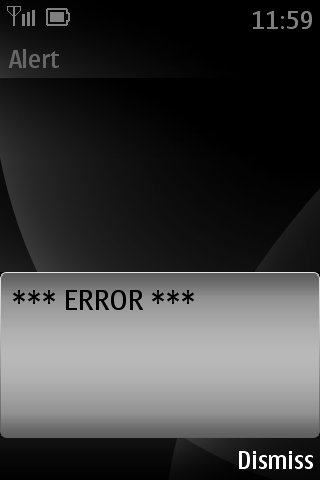 11:59
Alert
*** ERROR ***
Dismiss